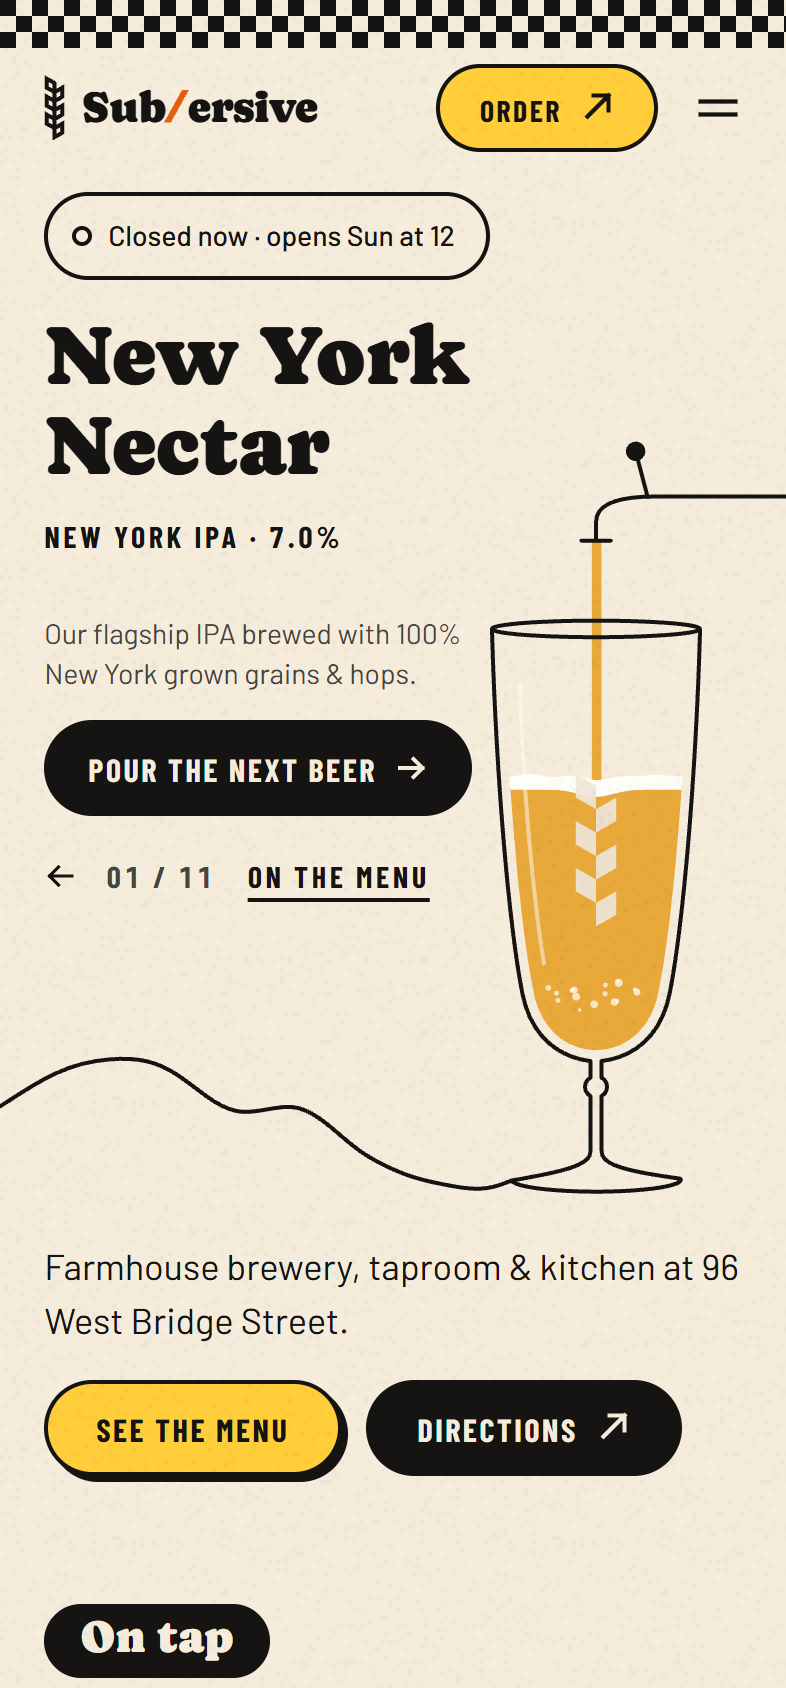 Sub/ersive
ORDER
Closed now · opens Sun at 12
New York
Nectar
NEW YORK IPA · 7.0%
Our flagship IPA brewed with 100%
New York grown grains & hops.
POUR THE NEXT BEER
01 / 11 ON THE MENU
Farmhouse brewery, taproom & kitchen at 96
West Bridge Street.
SEE THE MENU
DIRECTIONS
On tap